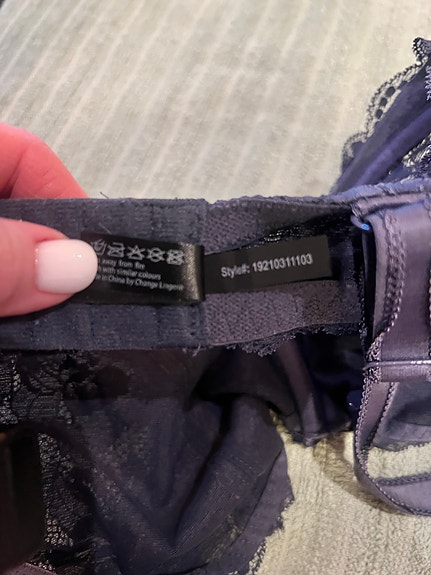 away from fire
with similar colours
in China by Change Lingerie
Style#: 19210311103